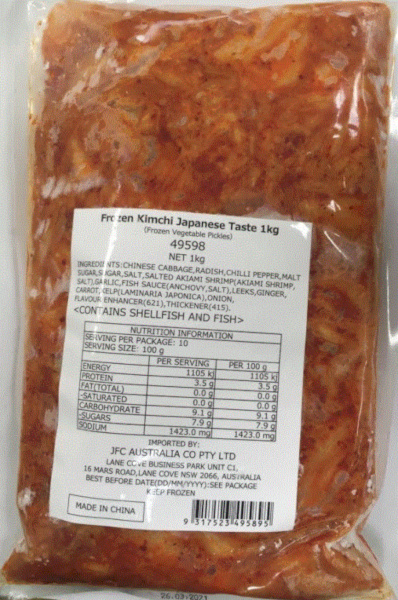 Frozen Kimchi Japanese Taste 1kg
(Frozen Vegetable Pickles)
49598
NET 1kg
INGREDIENTS:CHINESE CABBAGE,RADISH,CHILLI PEPPER,MALT
SUGAR,SUGAR,SALT,SALTED AKIAMI SHRIMP(AKIAMI SHRIMP,
SALT),GARLIC,FISH SAUCE(ANCHOVY,SALT),LEEKS,GINGER,
CARROT,KELP(LAMINARIA JAPONICA),ONION,
FLAVOUR ENHANCER(621),THICKENER(415).
<CONTAINS SHELLFISH AND FISH>
NUTRITION INFORMATION
SERVING PER PACKAGE: 10
SERVING SIZE: 100 g
PER SERVING PER 100 g
ENERGY 1105 kj 1105 kj
PROTEIN 3.5 g 3.5 g
FAT(TOTAL) 0.0 g 0.0 g
-SATURATED 0.0 g 0.0 g
CARBOHYDRATE 9.1 g 9.1 g
-SUGARS 7.9 g 7.9 g
SODIUM 1423.0 mg 1423.0 mg
IMPORTED BY:
JFC AUSTRALIA CO PTY LTD
LANE COVE BUSINESS PARK UNIT C1,
16 MARS ROAD,LANE COVE NSW 2066, AUSTRALIA
BEST BEFORE DATE(DD/MM/YYYY):SEE PACKAGE
KEEP FROZEN
MADE IN CHINA
9 317523 495895
26.03.2021